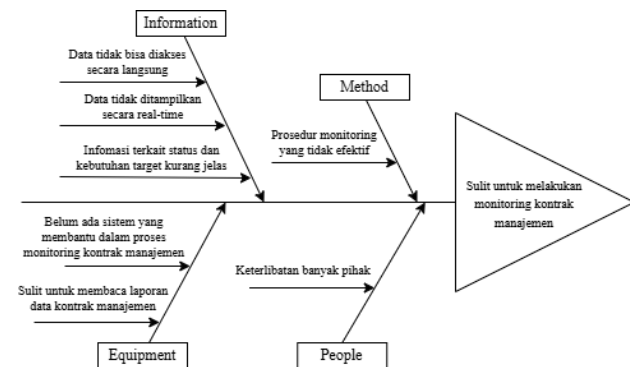 Information
Data tidak bisa diakses
secara langsung
Data tidak ditampilkan
secara real-time
Infomasi terkait status dan
kebutuhan target kurang jelas
Method
Prosedur monitoring
yang tidak efektif
Sulit untuk melakukan
monitoring kontrak
manajemen
Belum ada sistem yang
membantu dalam proses
monitoring kontrak manajemen
Sulit untuk membaca laporan
data kontrak manajemen
Equipment
Keterlibatan banyak pihak
People